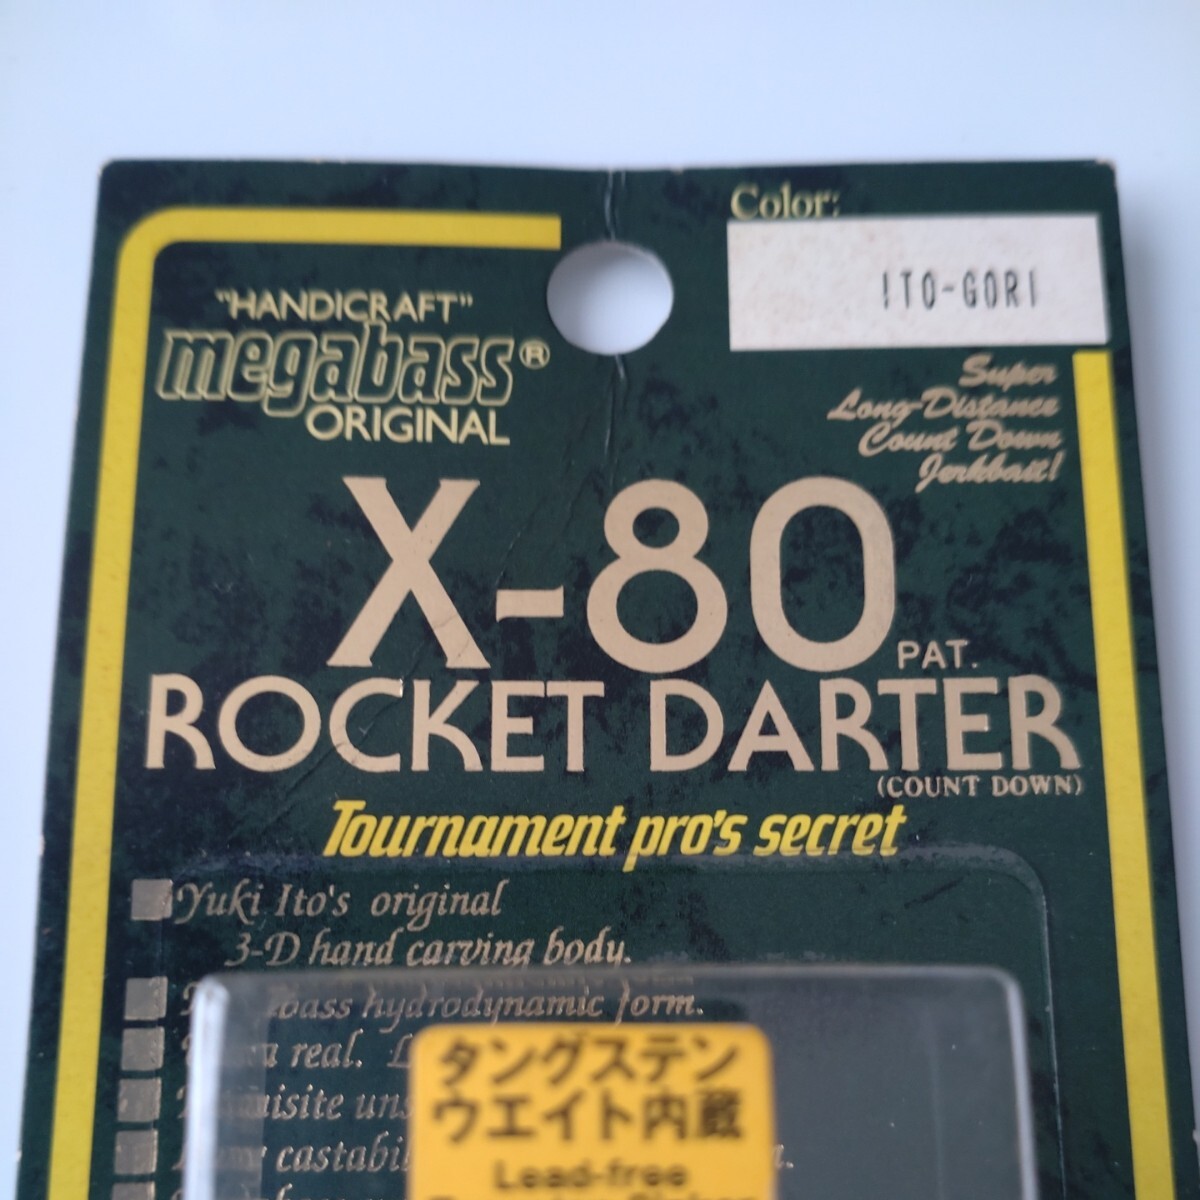 Color:
ITO-GORI
"HANDICRAFT"
megabass®
ORIGINAL
Super
Long-Distance
Count Down
Jerkbait!
X-80
PAT.
ROCKET DARTER
(COUNT DOWN)
Tournament pro's secret
Yuki Ito's original
3-D hand carving body.
hydrodynamic form.
real.
castabil
タングステン
ウエイト内蔵
Lead-free